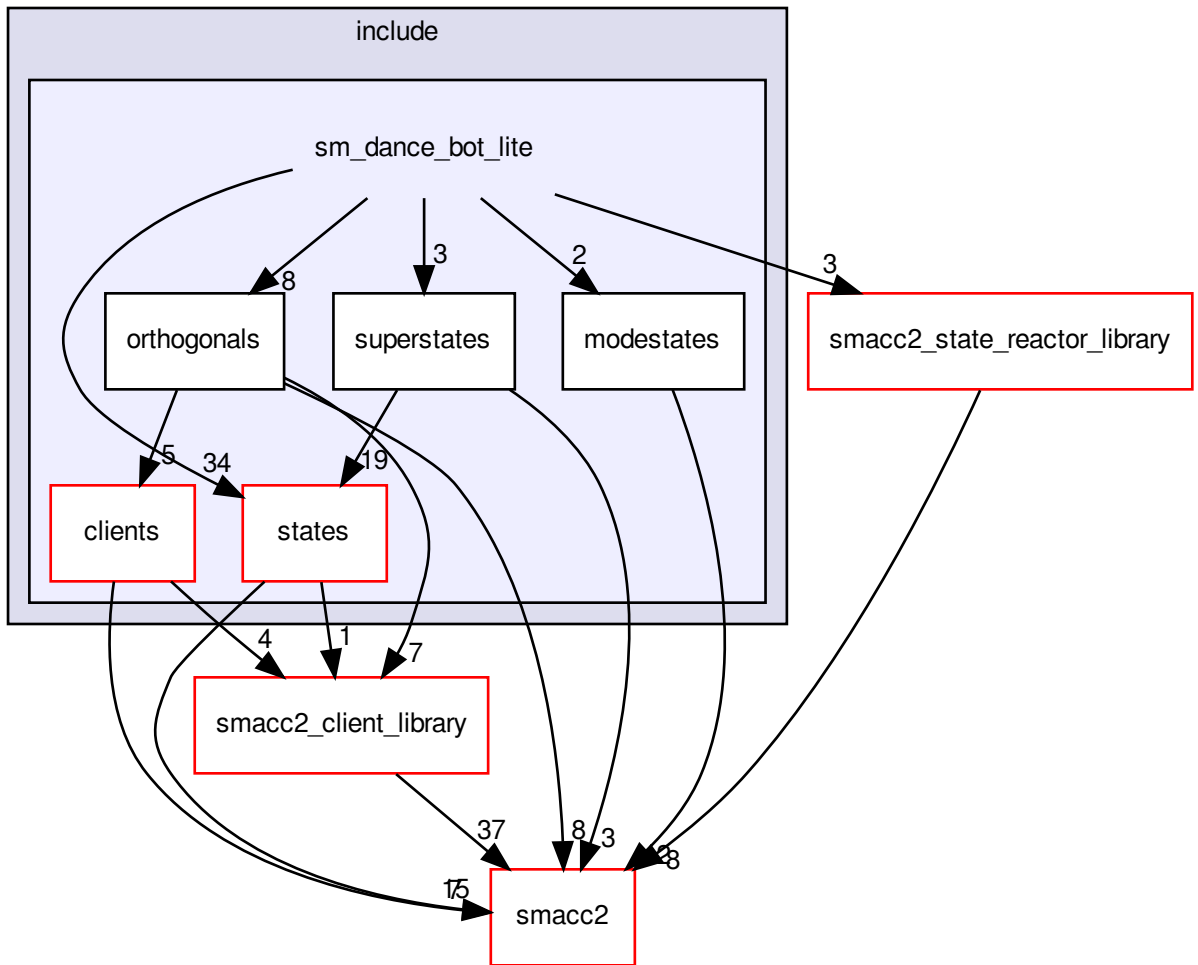 include
sm_dance_bot_lite
3
2
3
8
orthogonals
superstates
modestates
smacc2_state_reactor_library
5
34
19
clients
states
4
1
7
smacc2_client_library
37
8
3
8
smacc2